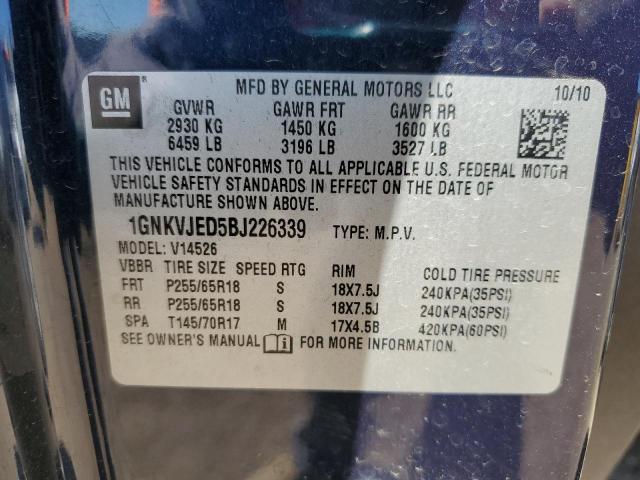 GM
MFD BY GENERAL MOTORS LLC 10/10
GVWR GAWR FRT GAWR RR
2930 KG 1450 KG 1600 KG
6459 LB 3196 LB 3527 LB
THIS VEHICLE CONFORMS TO ALL APPLICABLE U.S. FEDERAL MOTOR
VEHICLE SAFETY STANDARDS IN EFFECT ON THE DATE OF
MANUFACTURE SHOWN ABOVE.
1GNKVJED5BJ226339 TYPE: M.P.V.
MODEL: V14526
VBBR TIRE SIZE SPEED RTG RIM COLD TIRE PRESSURE
FRT P255/65R18 S 18X7.5J 240KPA(35PSI)
RR P255/65R18 S 18X7.5J 240KPA(35PSI)
SPA T145/70R17 M 17X4.5B 420KPA(60PSI)
SEE OWNER'S MANUAL i FOR MORE INFORMATION.